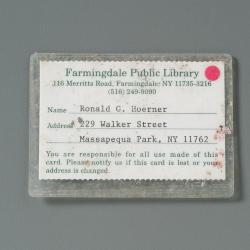 Farmingdale Public Library
116 Merritts Road, Farmingdale, NY 11735-3216
(516) 249-9090
Name Ronald G. Hoerner
Address 229 Walker Street
Massapequa Park, NY 11762
You are responsible for all use made of this
card. Please notify us if this card is lost or your
address is changed.